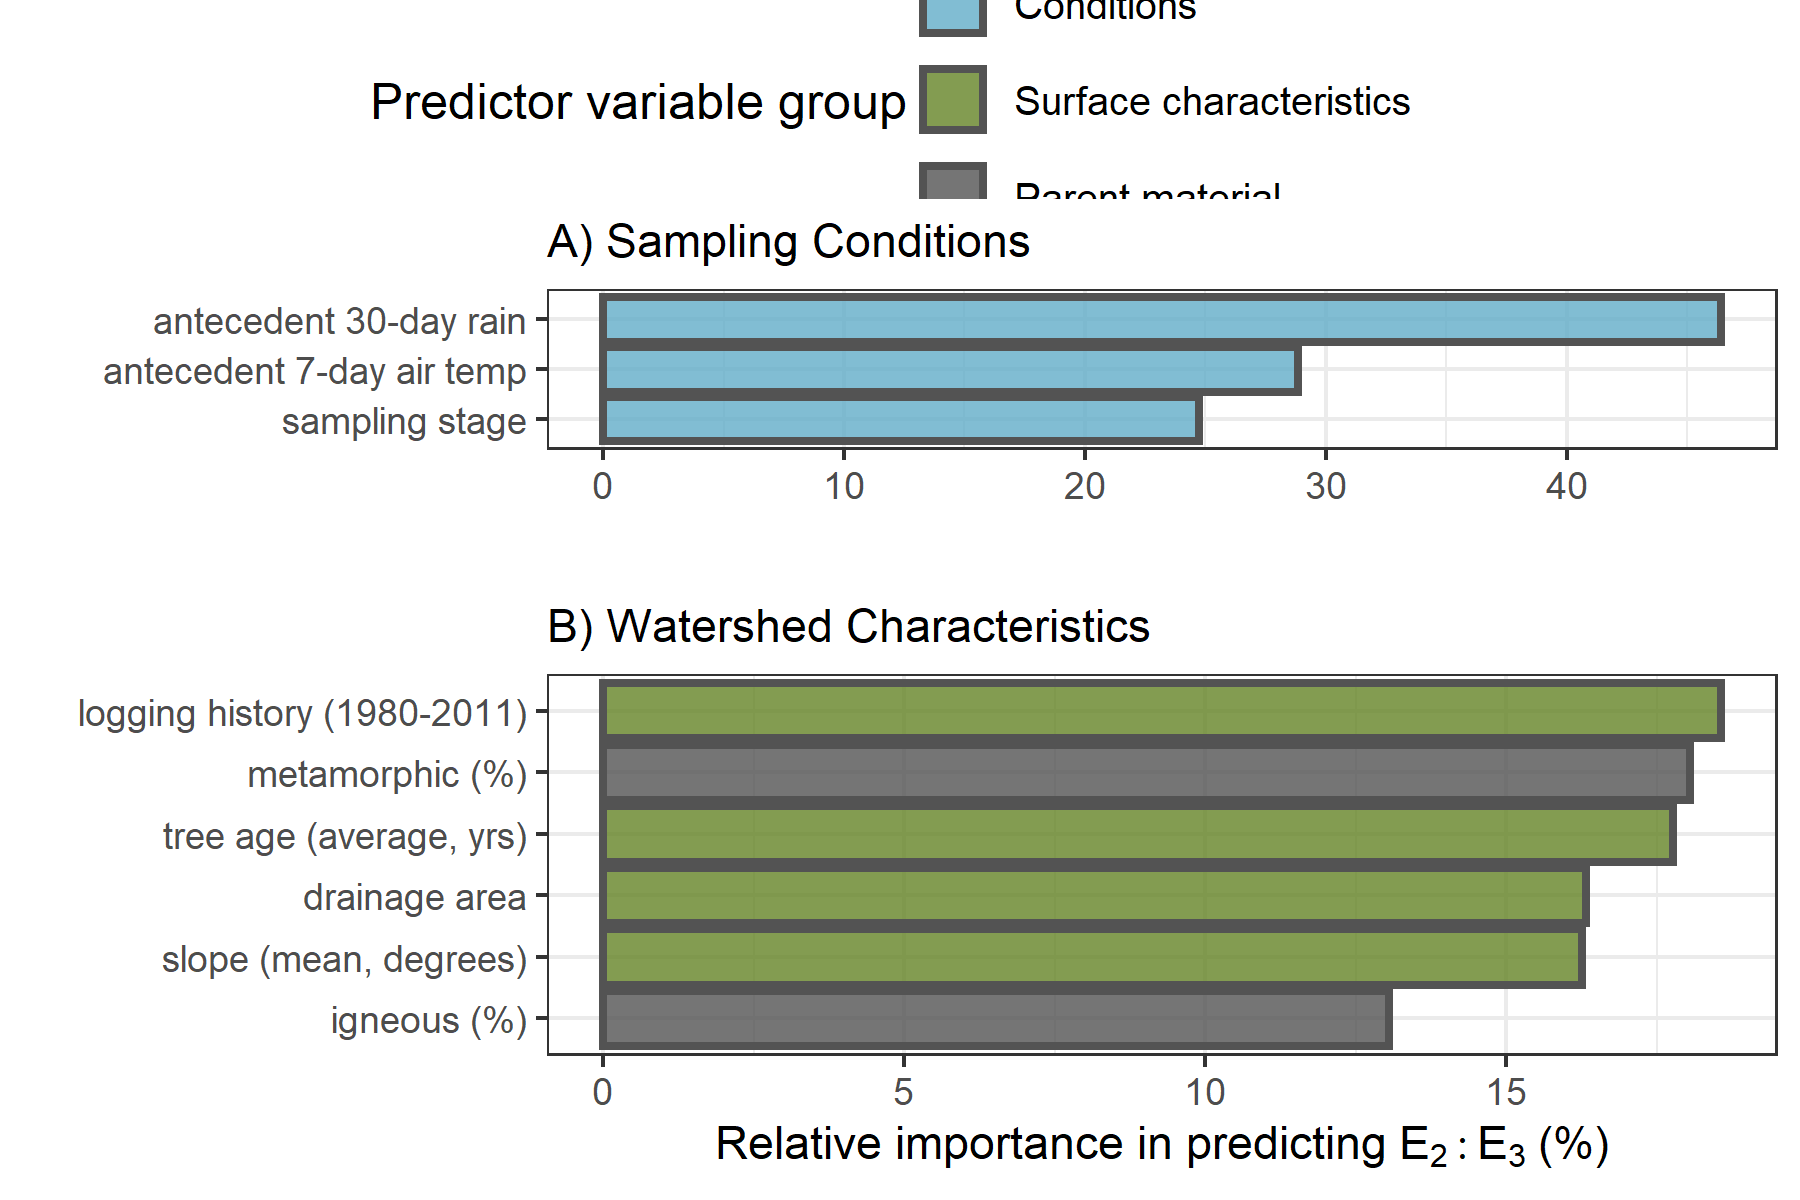 Conditions
Predictor variable group
Surface characteristics
Parent material
A) Sampling Conditions
antecedent 30-day rain
antecedent 7-day air temp
sampling stage
0 10 20 30 40
B) Watershed Characteristics
logging history (1980-2011)
metamorphic (%)
tree age (average, yrs)
drainage area
slope (mean, degrees)
igneous (%)
0 5 10 15
Relative importance in predicting E₂ : E₃ (%)